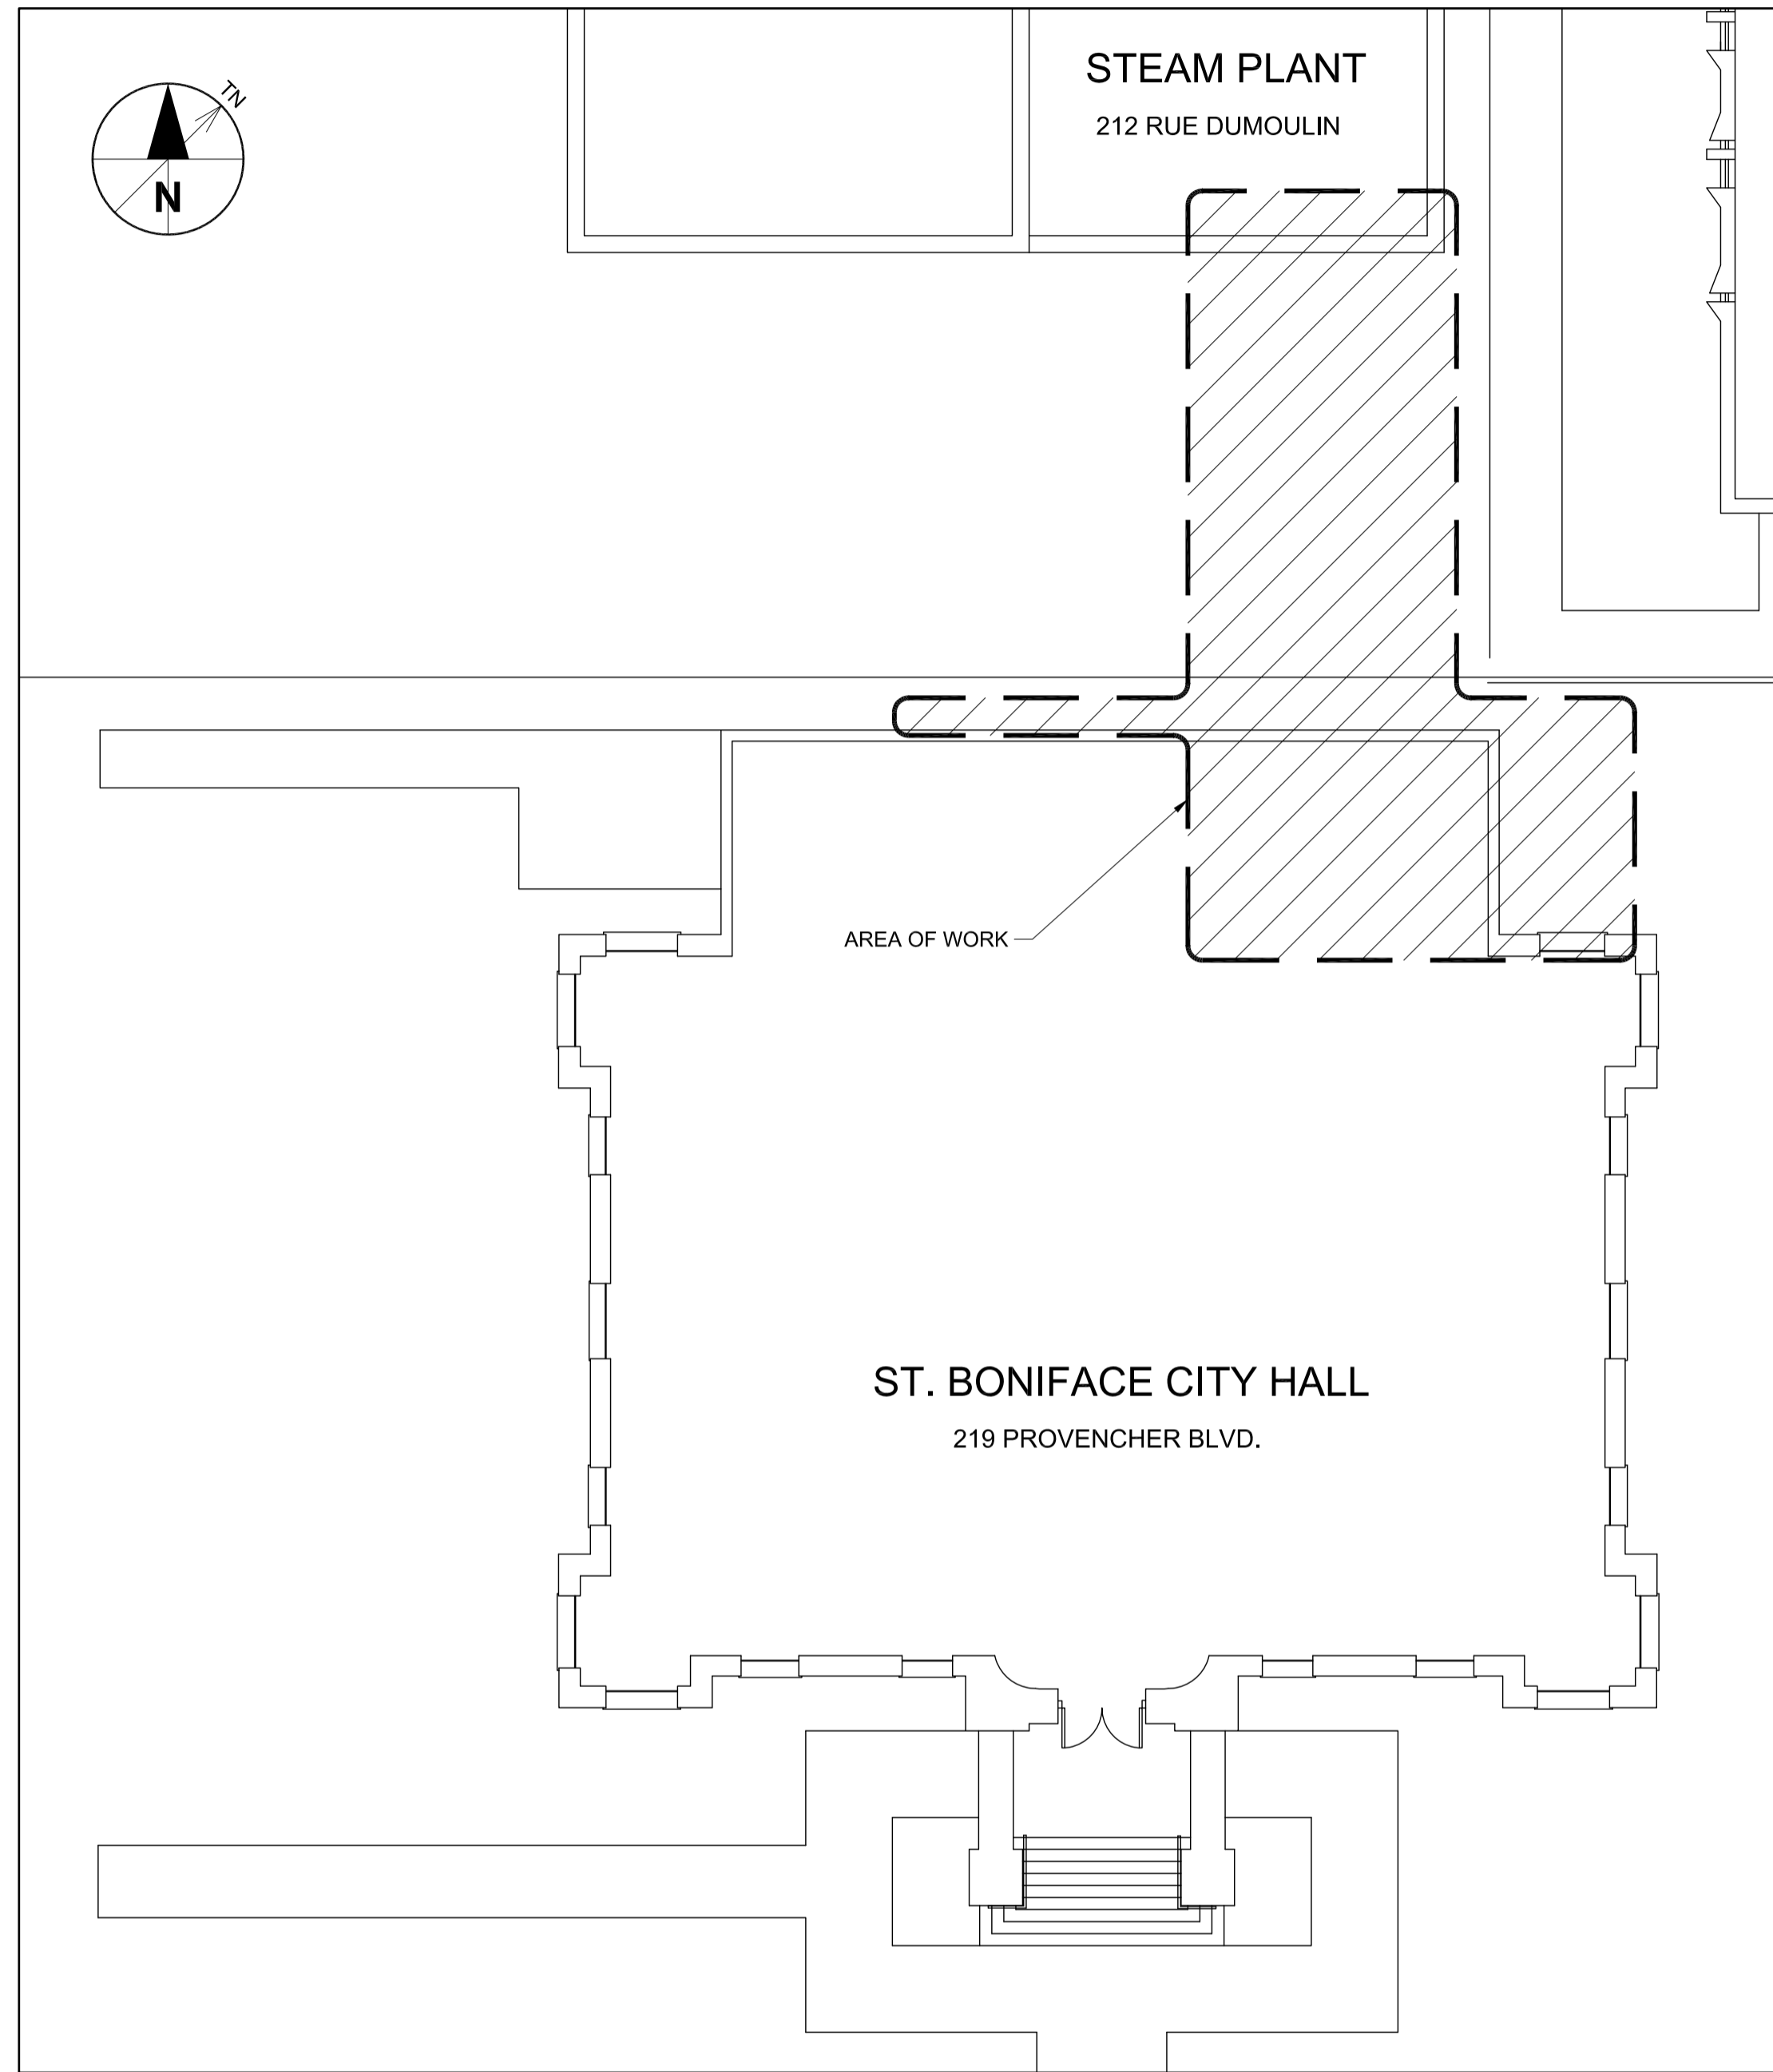 STEAM PLANT
212 RUE DUMOULIN
TN
N
AREA OF WORK
ST. BONIFACE CITY HALL
219 PROVENCHER BLVD.